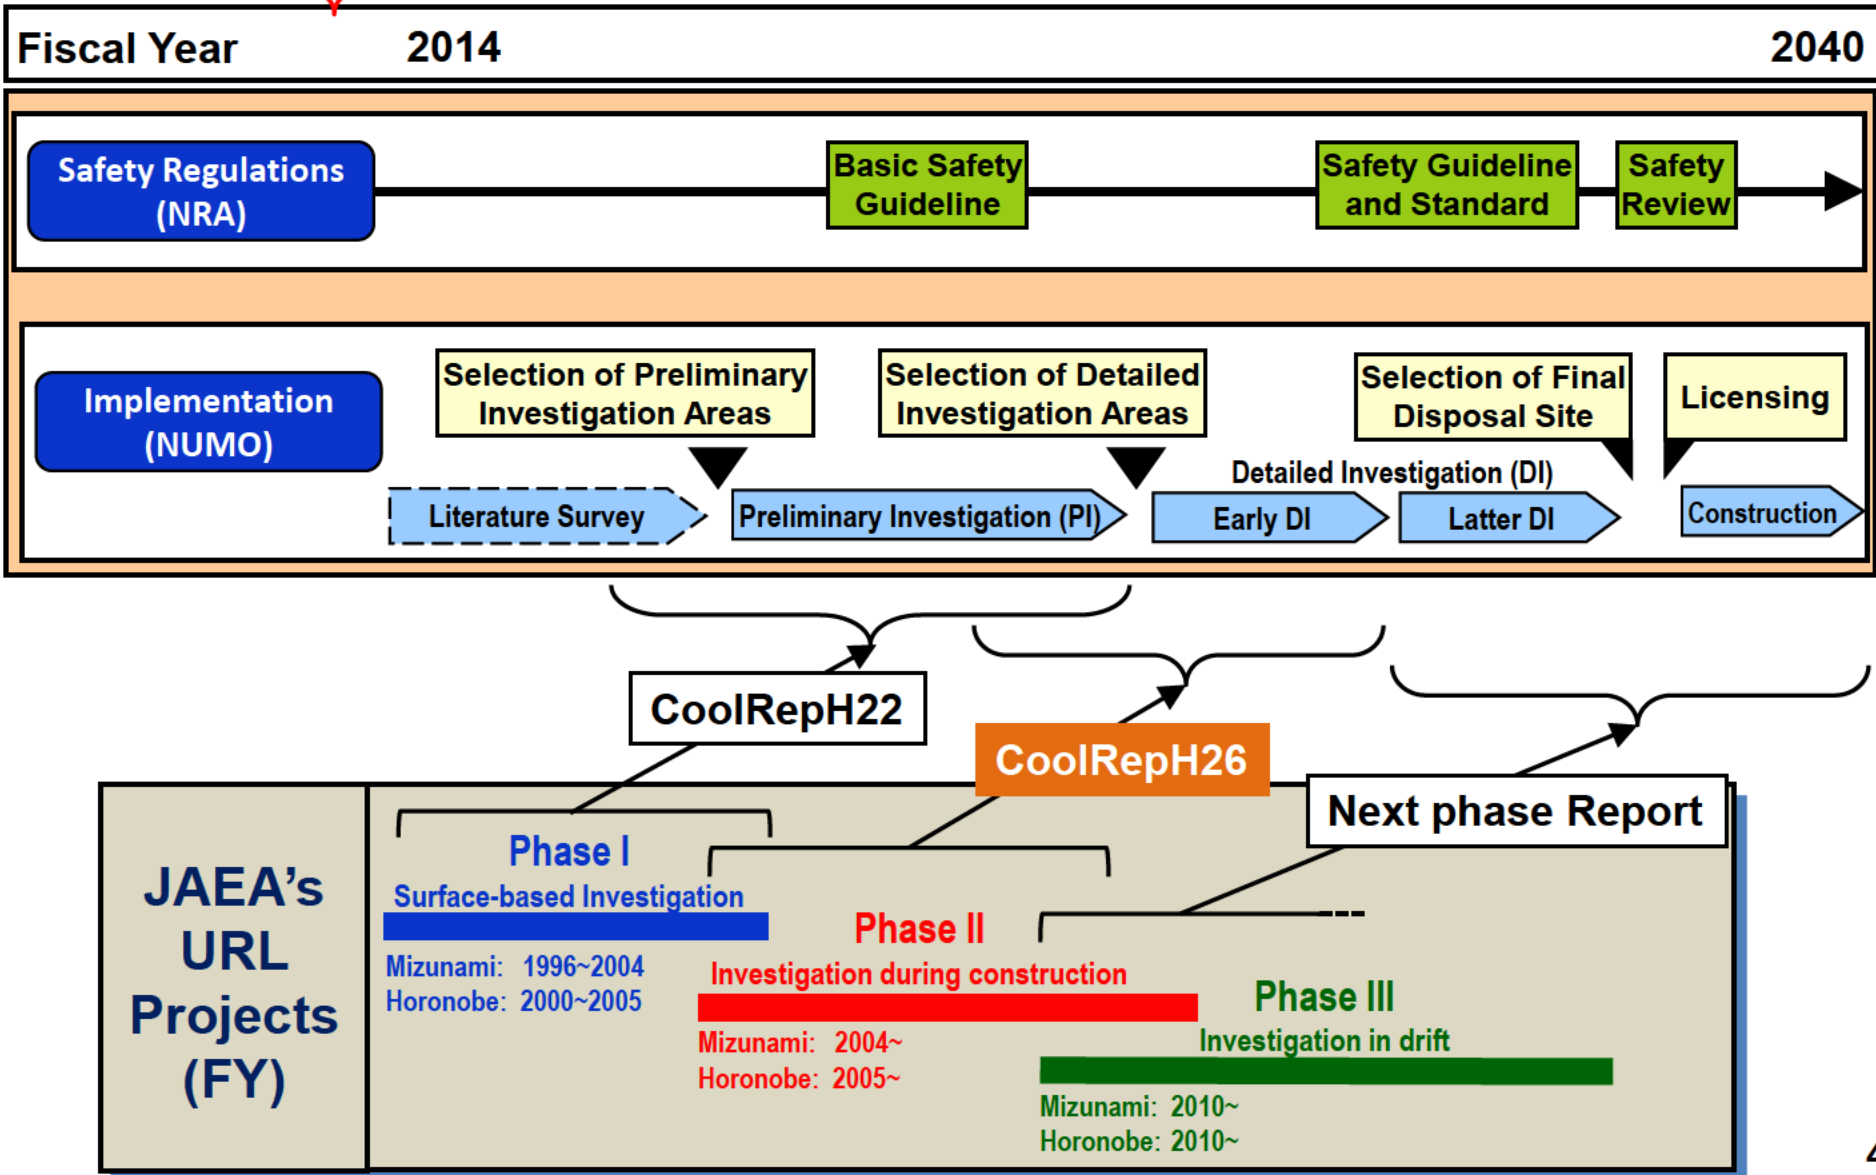 Fiscal Year 2014 2040
Safety Regulations
(NRA)
Basic Safety
Guideline
Safety Guideline
and Standard
Safety
Review
Implementation
(NUMO)
Selection of Preliminary
Investigation Areas
Selection of Detailed
Investigation Areas
Selection of Final
Disposal Site
Licensing
Detailed Investigation (DI)
Literature Survey
Preliminary Investigation (PI)
Early DI
Latter DI
Construction
CoolRepH22
CoolRepH26
Next phase Report
JAEA's
URL
Projects
(FY)
Phase I
Surface-based Investigation
Mizunami: 1996~2004
Horonobe: 2000~2005
Phase II
Investigation during construction
Mizunami: 2004~
Horonobe: 2005~
Phase III
Investigation in drift
Mizunami: 2010~
Horonobe: 2010~